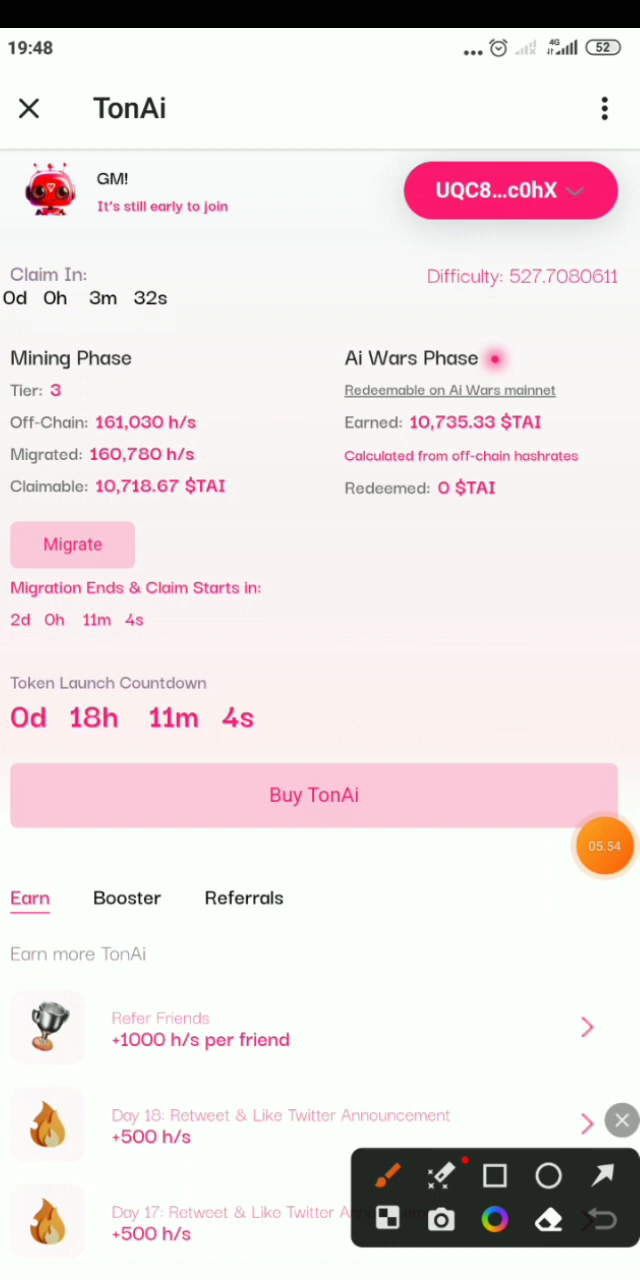 19:48
4G
52
TonAi
GM!
It's still early to join
UQC8...c0hX
Claim In:
0d 0h 3m 32s
Difficulty: 527.7080611
Mining Phase
Tier: 3
Off-Chain: 161,030 h/s
Migrated: 160,780 h/s
Claimable: 10,718.67 $TAI
Migrate
Migration Ends & Claim Starts in:
2d 0h 11m 4s
Ai Wars Phase
Redeemable on Ai Wars mainnet
Earned: 10,735.33 $TAI
Calculated from off-chain hashrates
Redeemed: 0 $TAI
Token Launch Countdown
0d 18h 11m 4s
Buy TonAi
05.54
Earn Booster Referrals
Earn more TonAi
Refer Friends
+1000 h/s per friend
Day 18: Retweet & Like Twitter Announcement
+500 h/s
Day 17: Retweet & Like Twitter
+500 h/s